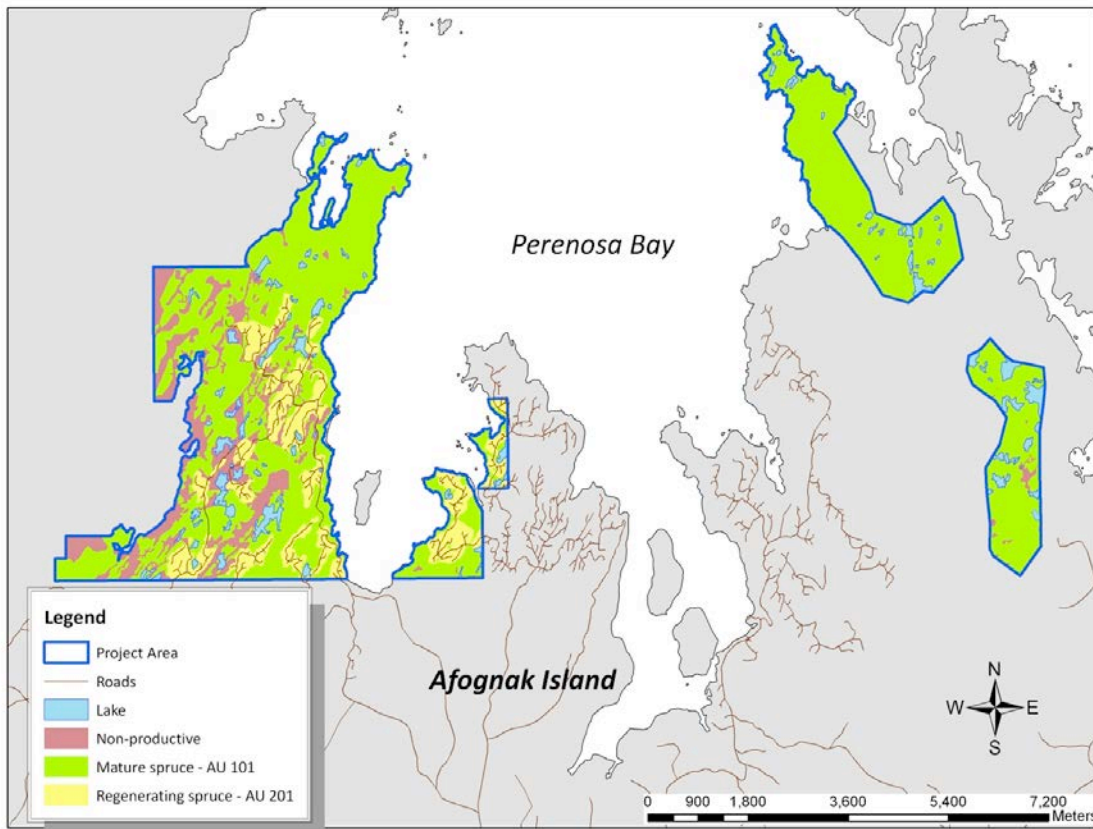 Perenosa Bay
Afognak Island
Legend
Project Area
Roads
Lake
Non-productive
Mature spruce - AU 101
Regenerating spruce - AU 201
N
W E
S
0 900 1,800 3,600 5,400 7,200
Meters